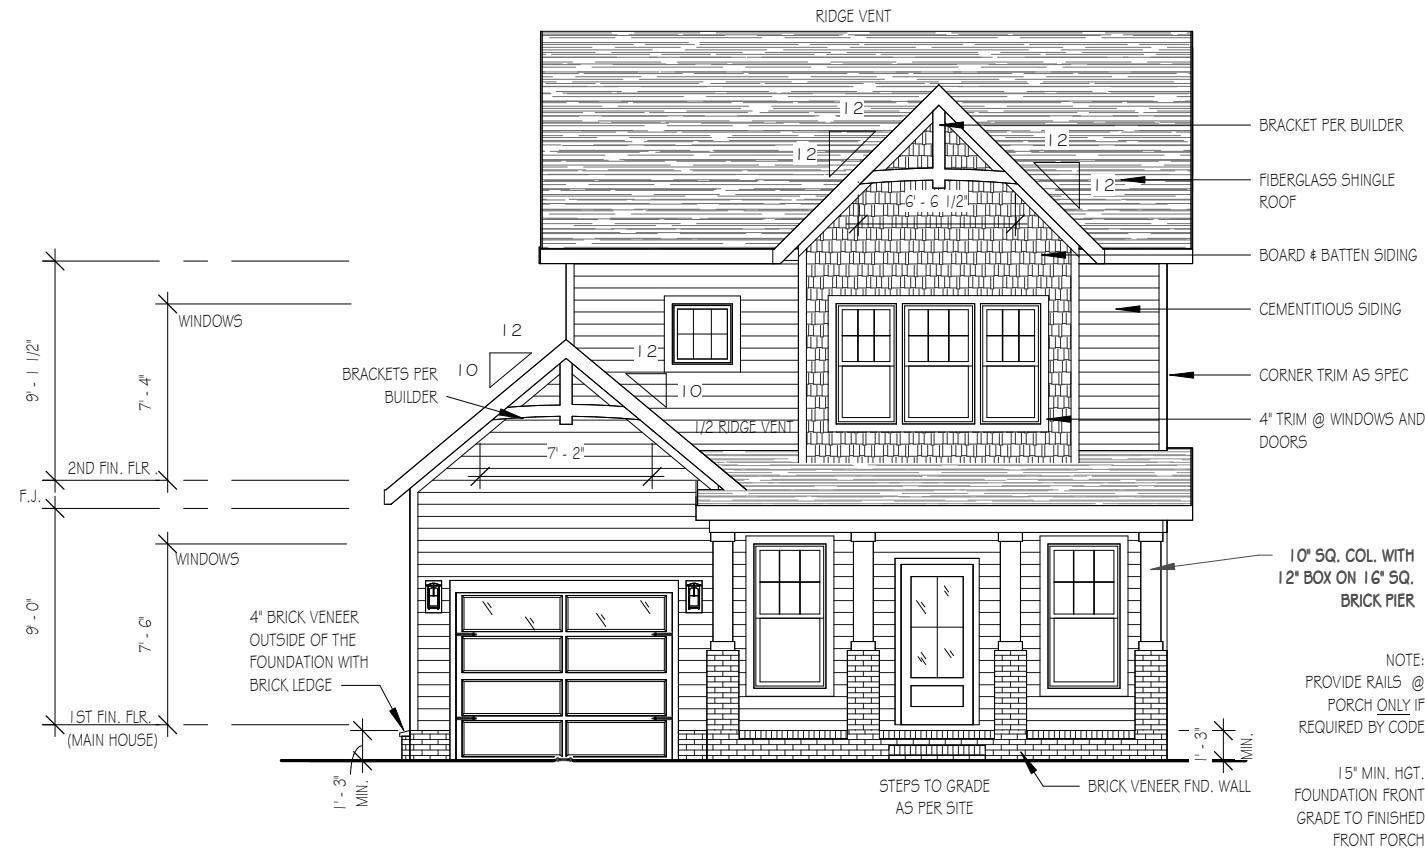 RIDGE VENT
12
12
12
12
BRACKET PER BUILDER
FIBERGLASS SHINGLE
ROOF
6' - 6 1/2"
BOARD & BATTEN SIDING
CEMENTITIOUS SIDING
CORNER TRIM AS SPEC
4" TRIM @ WINDOWS AND
DOORS
WINDOWS
9' - 1 1/2"
7' - 4"
12
10
12
10
BRACKETS PER
BUILDER
1/2 RIDGE VENT
7' - 2"
2ND FIN. FLR.
F.J.
WINDOWS
9' - 0"
7' - 6"
4" BRICK VENEER
OUTSIDE OF THE
FOUNDATION WITH
BRICK LEDGE
1ST FIN. FLR.
(MAIN HOUSE)
1' - 3"
MIN.
10" SQ. COL. WITH
12" BOX ON 16" SQ.
BRICK PIER
NOTE:
PROVIDE RAILS @
PORCH ONLY IF
REQUIRED BY CODE
1' - 3"
MIN.
STEPS TO GRADE
AS PER SITE
BRICK VENEER FND. WALL
15" MIN. HGT.
FOUNDATION FRONT
GRADE TO FINISHED
FRONT PORCH